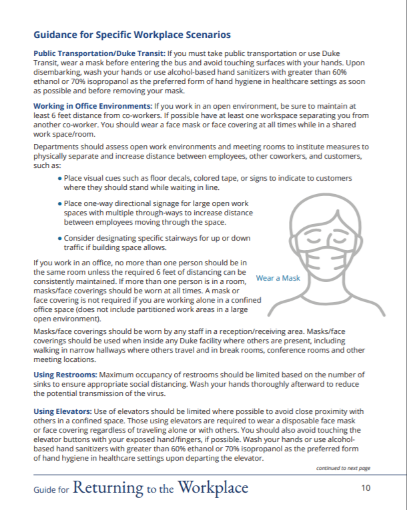 Guidance for Specific Workplace Scenarios
Public Transportation/Duke Transit: If you must take public transportation or use Duke
Transit, wear a mask before entering the bus and avoid touching surfaces with your hands. Upon
disembarking, wash your hands or use alcohol-based hand sanitizers with greater than 60%
ethanol or 70% isopropanol as the preferred form of hand hygiene in healthcare settings as soon
as possible and before removing your mask.
Working in Office Environments: If you work in an open environment, be sure to maintain at
least 6 feet distance from co-workers. If possible have at least one workspace separating you from
another co-worker. You should wear a face mask or face covering at all times while in a shared
work space/room.
Departments should assess open work environments and meeting rooms to institute measures to
physically separate and increase distance between employees, other coworkers, and customers,
such as:
• Place visual cues such as floor decals, colored tape, or signs to indicate to customers
where they should stand while waiting in line.
• Place one-way directional signage for large open work
spaces with multiple through-ways to increase distance
between employees moving through the space.
• Consider designating specific stairways for up or down
traffic if building space allows.
If you work in an office, no more than one person should be in
the same room unless the required 6 feet of distancing can be
consistently maintained. If more than one person is in a room,
masks/face coverings should be worn at all times. A mask or
face covering is not required if you are working alone in a confined
office space (does not include partitioned work areas in a large
open environment).
Wear a Mask
Masks/face coverings should be worn by any staff in a reception/receiving area. Masks/face
coverings should be used when inside any Duke facility where others are present, including
walking in narrow hallways where others travel and in break rooms, conference rooms and other
meeting locations.
Using Restrooms: Maximum occupancy of restrooms should be limited based on the number of
sinks to ensure appropriate social distancing. Wash your hands thoroughly afterward to reduce
the potential transmission of the virus.
Using Elevators: Use of elevators should be limited where possible to avoid close proximity with
others in a confined space. Those using elevators are required to wear a disposable face mask
or face covering regardless of traveling alone or with others. You should also avoid touching the
elevator buttons with your exposed hand/fingers, if possible. Wash your hands or use alcohol-
based hand sanitizers with greater than 60% ethanol or 70% isopropanol as the preferred form
of hand hygiene in healthcare settings upon departing the elevator.
continued to next page
Guide for Returning to the Workplace 10